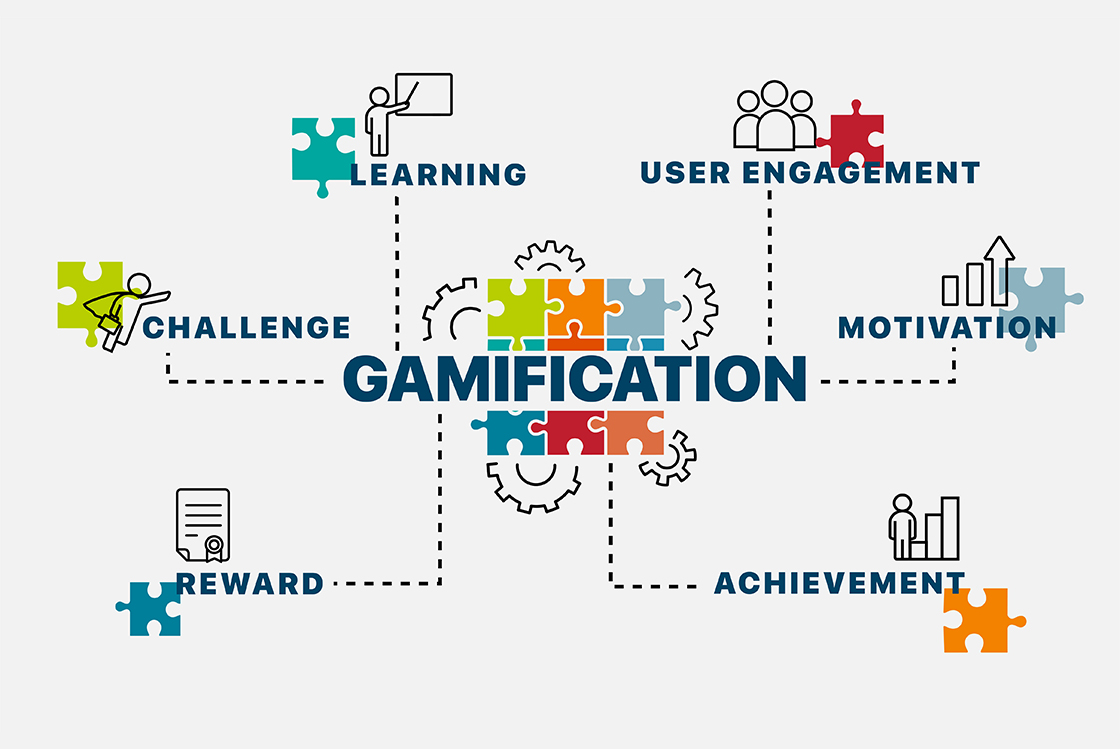 LEARNING
USER ENGAGEMENT
CHALLENGE
MOTIVATION
GAMIFICATION
REWARD
ACHIEVEMENT